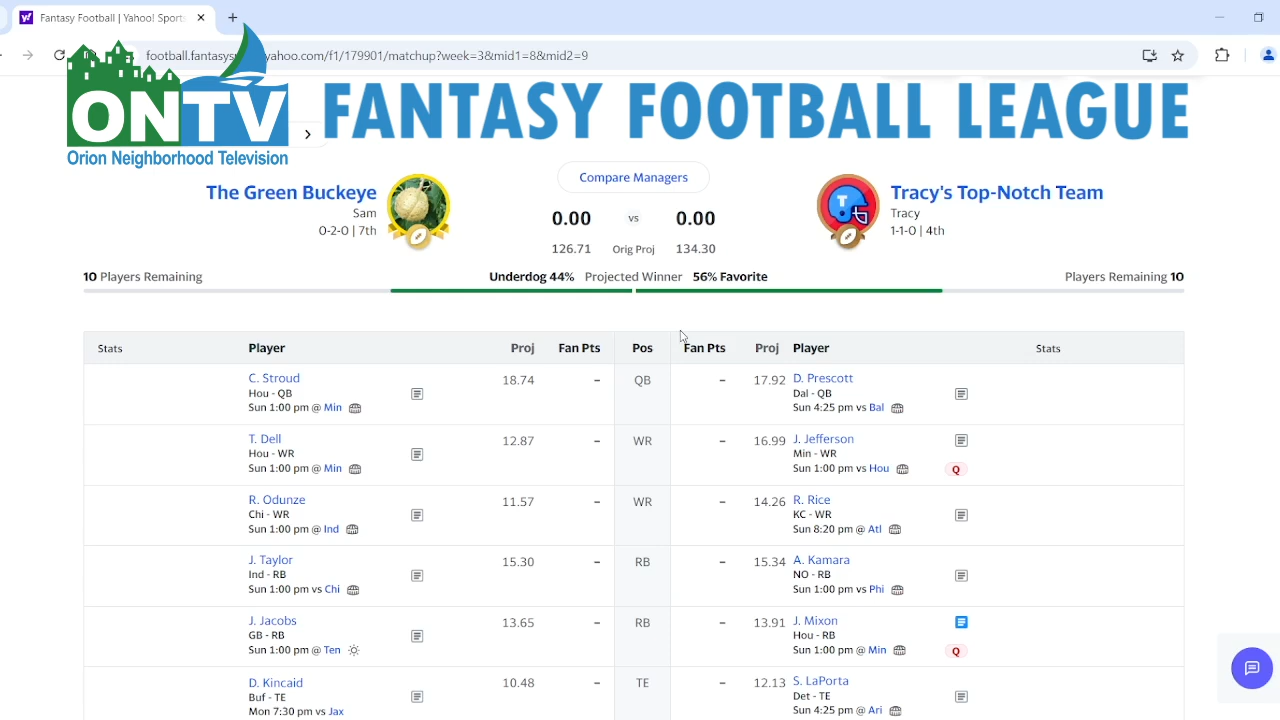 Fantasy Football | Yahoo! Sports
football.fantasysp yahoo.com/f1/179901/matchup?week=3&mid1=8&mid2=9
ONTV
Orion Neighborhood Television
FANTASY FOOTBALL LEAGUE
Compare Managers
The Green Buckeye
Sam
0-2-0 | 7th
0.00 vs 0.00
126.71 Orig Proj 134.30
T
Tracy's Top-Notch Team
Tracy
1-1-0 | 4th
10 Players Remaining
Underdog 44% Projected Winner 56% Favorite
Players Remaining 10
Stats Player Proj Fan Pts Pos Fan Pts Proj Player Stats
C. Stroud 18.74 – QB – 17.92 D. Prescott
Hou - QB Dal - QB
Sun 1:00 pm @ Min Sun 4:25 pm vs Bal
T. Dell 12.87 – WR – 16.99 J. Jefferson
Hou - WR Min - WR
Sun 1:00 pm @ Min Sun 1:00 pm vs Hou Q
R. Odunze 11.57 – WR – 14.26 R. Rice
Chi - WR KC - WR
Sun 1:00 pm @ Ind Sun 8:20 pm @ Atl
J. Taylor 15.30 – RB – 15.34 A. Kamara
Ind - RB NO - RB
Sun 1:00 pm vs Chi Sun 1:00 pm vs Phi
J. Jacobs 13.65 – RB – 13.91 J. Mixon
GB - RB Hou - RB
Sun 1:00 pm @ Ten Sun 1:00 pm @ Min Q
D. Kincaid 10.48 – TE – 12.13 S. LaPorta
Buf - TE Det - TE
Mon 7:30 pm vs Jax Sun 4:25 pm @ Ari